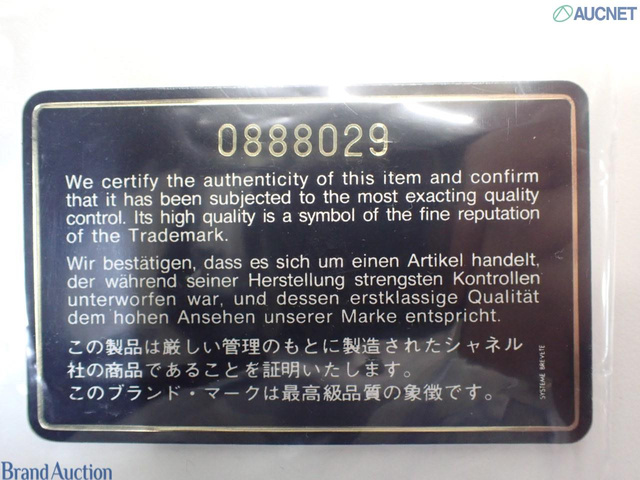 AUCNET
0888029
We certify the authenticity of this item and confirm
that it has been subjected to the most exacting quality
control. Its high quality is a symbol of the fine reputation
of the Trademark.
Wir bestätigen, dass es sich um einen Artikel handelt,
der während seiner Herstellung strengsten Kontrollen
unterworfen war, und dessen erstklassige Qualität
dem hohen Ansehen unserer Marke entspricht.
この製品は厳しい管理のもとに製造されたシャネル
社の商品であることを証明いたします。
このブランド・マークは最高級品質の象徴です。
SYSTEME BREVETE
Brand Auction